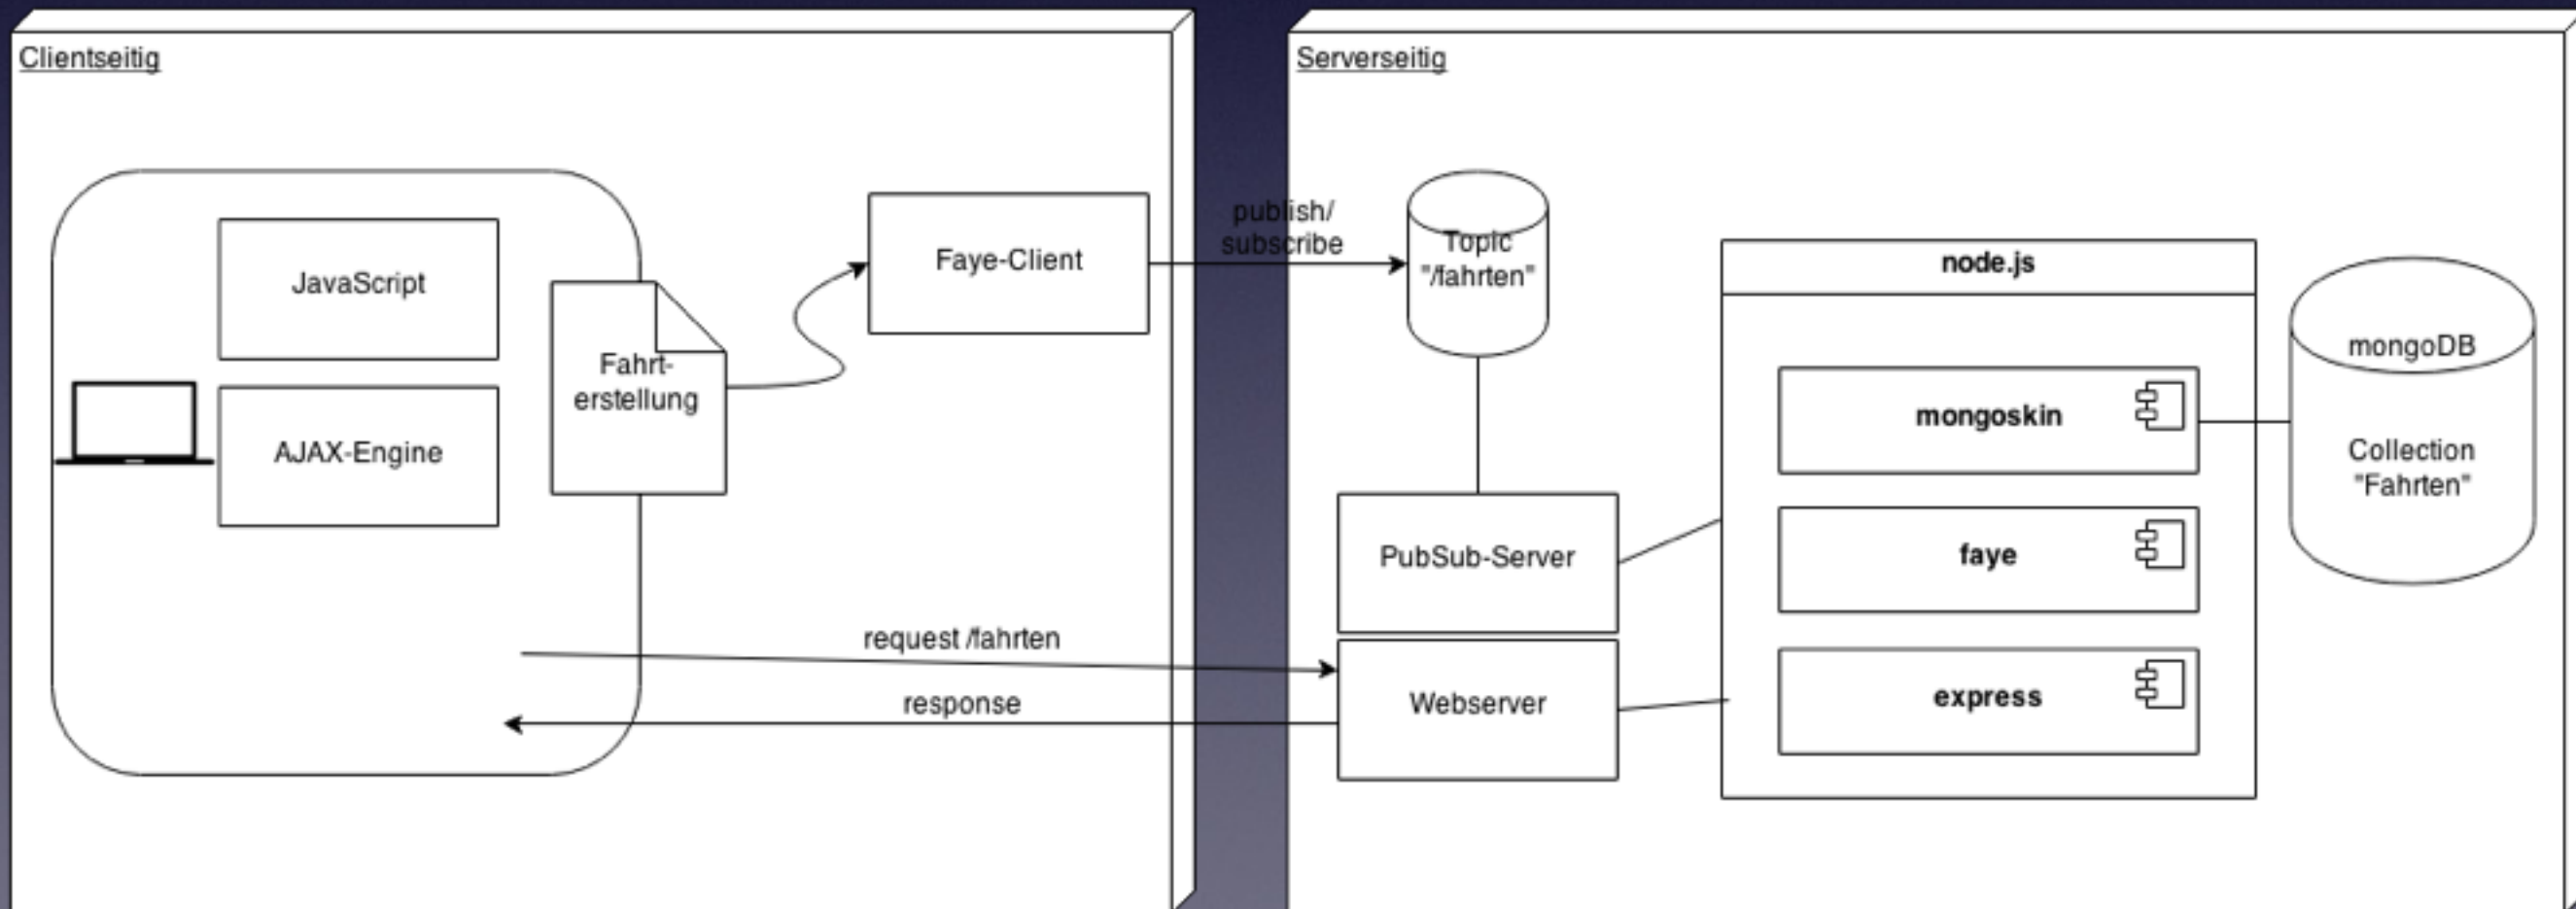 Clientseitig
JavaScript
AJAX-Engine
Fahrt-
erstellung
Faye-Client
publish/
subscribe
request /fahrten
response
Serverseitig
Topic
"/fahrten"
PubSub-Server
Webserver
node.js
mongoskin
faye
express
mongoDB
Collection
"Fahrten"